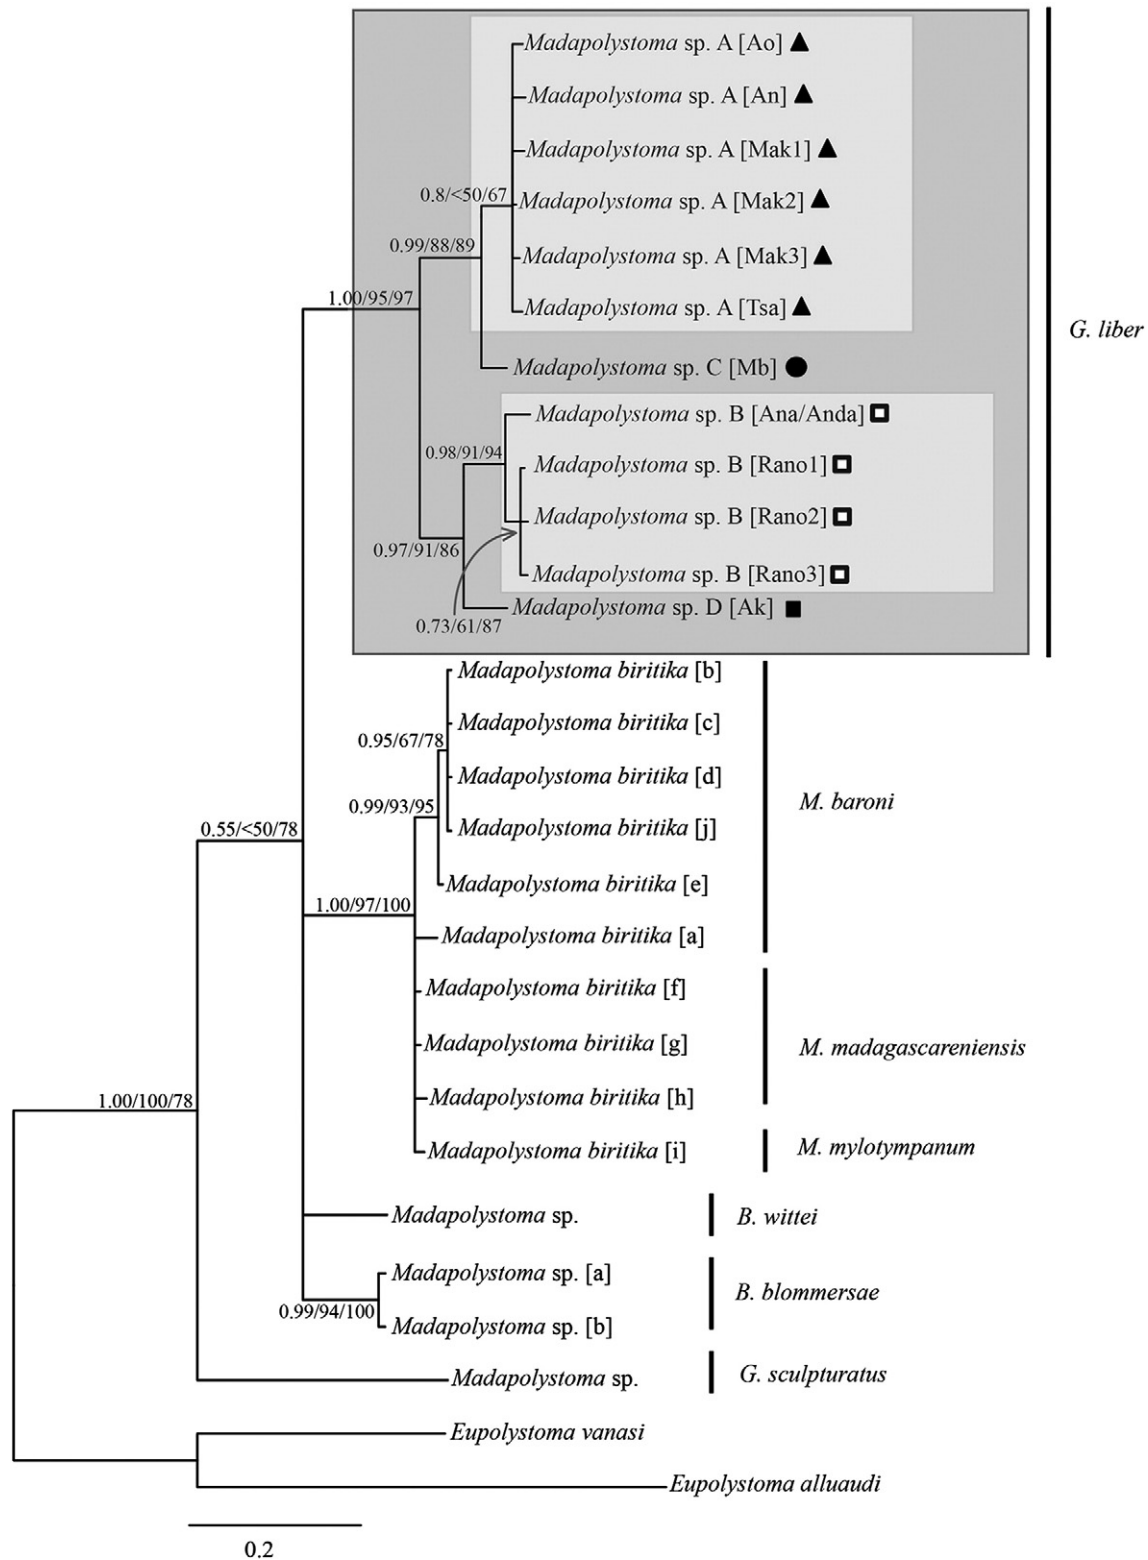 Madapolystoma sp. A [Ao]
Madapolystoma sp. A [An]
Madapolystoma sp. A [Mak1]
0.8/<50/67
Madapolystoma sp. A [Mak2]
0.99/88/89
Madapolystoma sp. A [Mak3]
1.00/95/97
Madapolystoma sp. A [Tsa]
G. liber
Madapolystoma sp. C [Mb]
Madapolystoma sp. B [Ana/Anda]
0.98/91/94
Madapolystoma sp. B [Rano1]
Madapolystoma sp. B [Rano2]
0.97/91/86
Madapolystoma sp. B [Rano3]
Madapolystoma sp. D [Ak]
0.73/61/87
Madapolystoma biritika [b]
Madapolystoma biritika [c]
0.95/67/78
Madapolystoma biritika [d]
M. baroni
0.99/93/95
Madapolystoma biritika [j]
0.55/<50/78
Madapolystoma biritika [e]
1.00/97/100
Madapolystoma biritika [a]
Madapolystoma biritika [f]
Madapolystoma biritika [g]
M. madagascareniensis
Madapolystoma biritika [h]
1.00/100/78
Madapolystoma biritika [i]
M. mylotympanum
Madapolystoma sp.
B. wittei
Madapolystoma sp. [a]
B. blommersae
0.99/94/100
Madapolystoma sp. [b]
Madapolystoma sp.
G. sculpturatus
Eupolystoma vanasi
Eupolystoma alluaudi
0.2